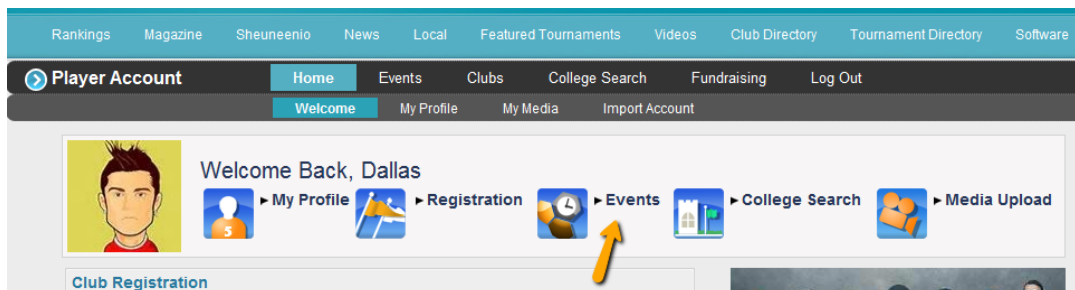 Rankings Magazine Sheuneenio News Local Featured Tournaments Videos Club Directory Tournament Directory Software
Player Account Home Events Clubs College Search Fundraising Log Out
Welcome My Profile My Media Import Account
Welcome Back, Dallas
My Profile Registration Events College Search Media Upload
5
Club Registration